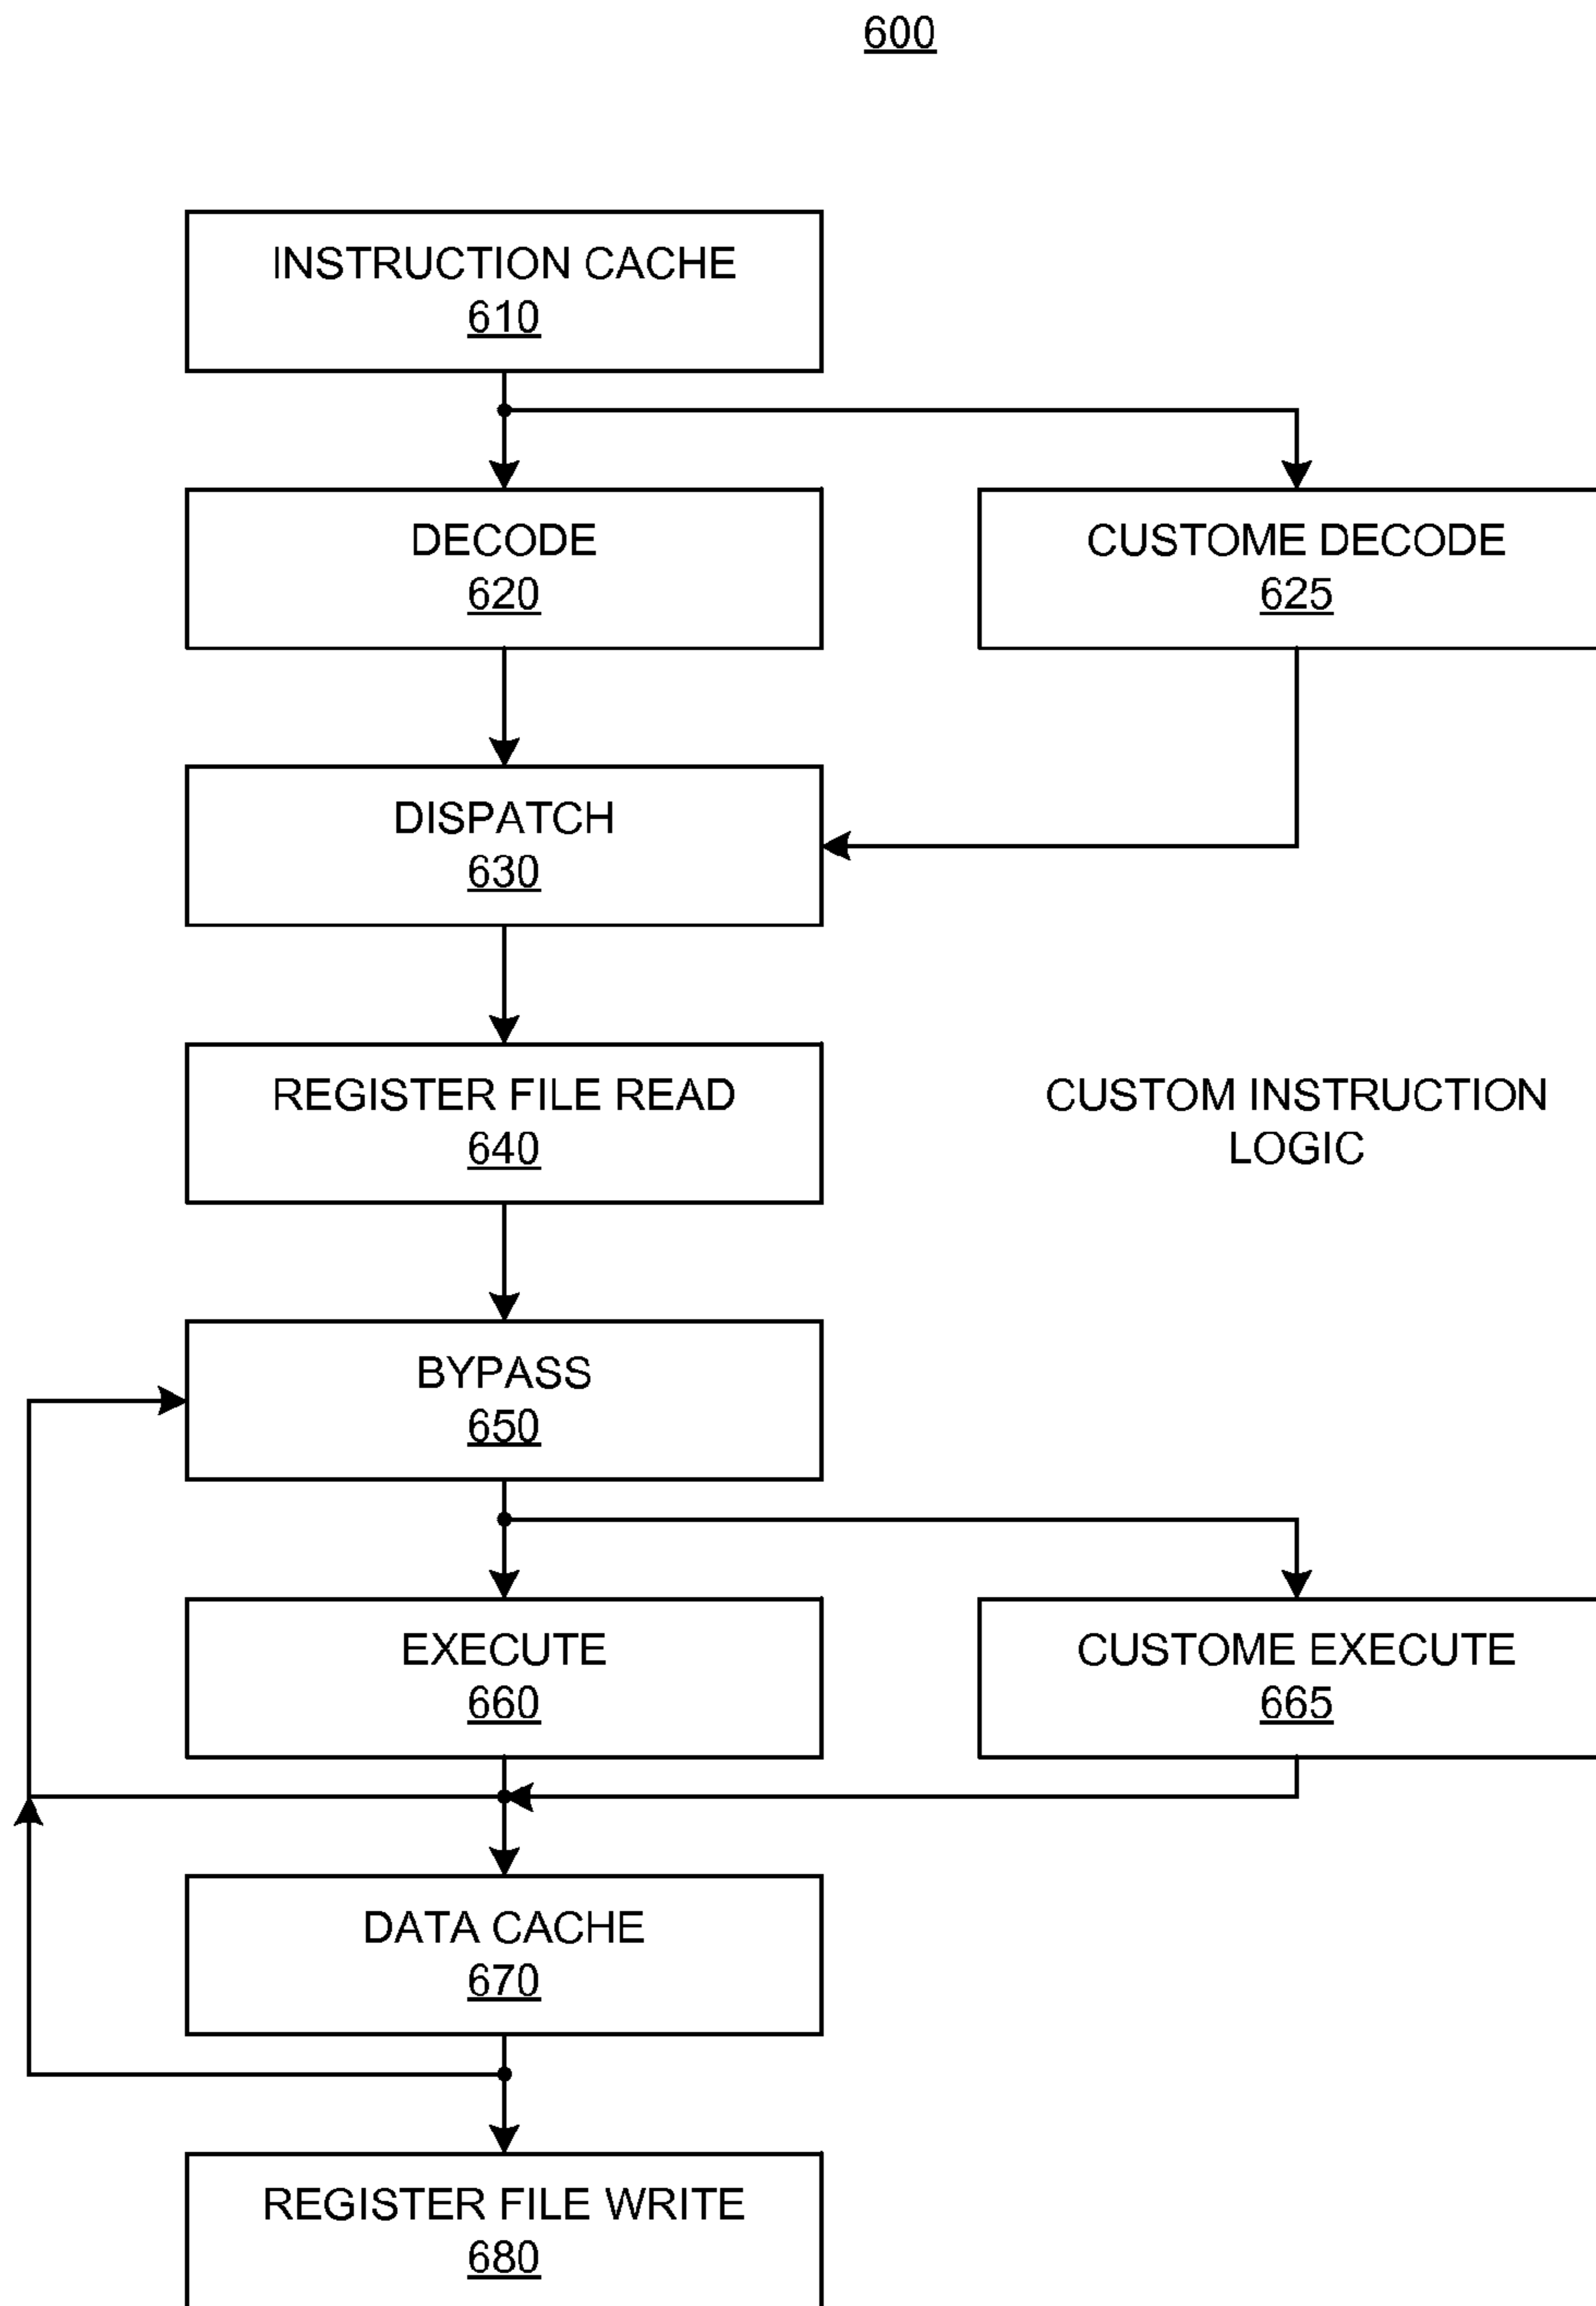 600
INSTRUCTION CACHE
610
DECODE
620
CUSTOME DECODE
625
DISPATCH
630
REGISTER FILE READ
640
CUSTOM INSTRUCTION
LOGIC
BYPASS
650
EXECUTE
660
CUSTOME EXECUTE
665
DATA CACHE
670
REGISTER FILE WRITE
680